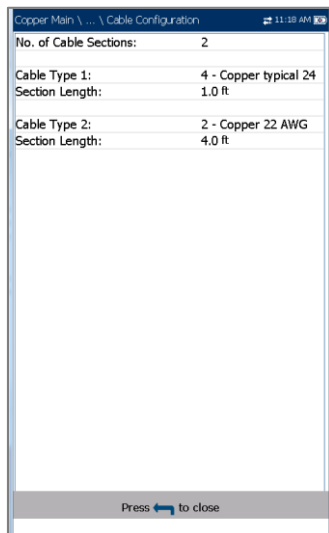 Copper Main \ ... \ Cable Configuration 11:18 AM
No. of Cable Sections: 2
Cable Type 1: 4 - Copper typical 24
Section Length: 1.0 ft
Cable Type 2: 2 - Copper 22 AWG
Section Length: 4.0 ft
Press to close